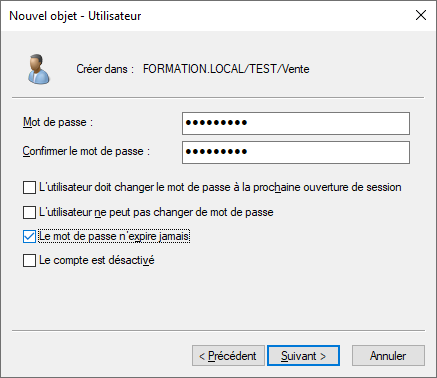 Nouvel objet - Utilisateur
Créer dans : FORMATION.LOCAL/TEST/Vente
Mot de passe : •••••••••
Confirmer le mot de passe : •••••••••
L'utilisateur doit changer le mot de passe à la prochaine ouverture de session
L'utilisateur ne peut pas changer de mot de passe
Le mot de passe n'expire jamais
Le compte est désactivé
< Précédent Suivant > Annuler